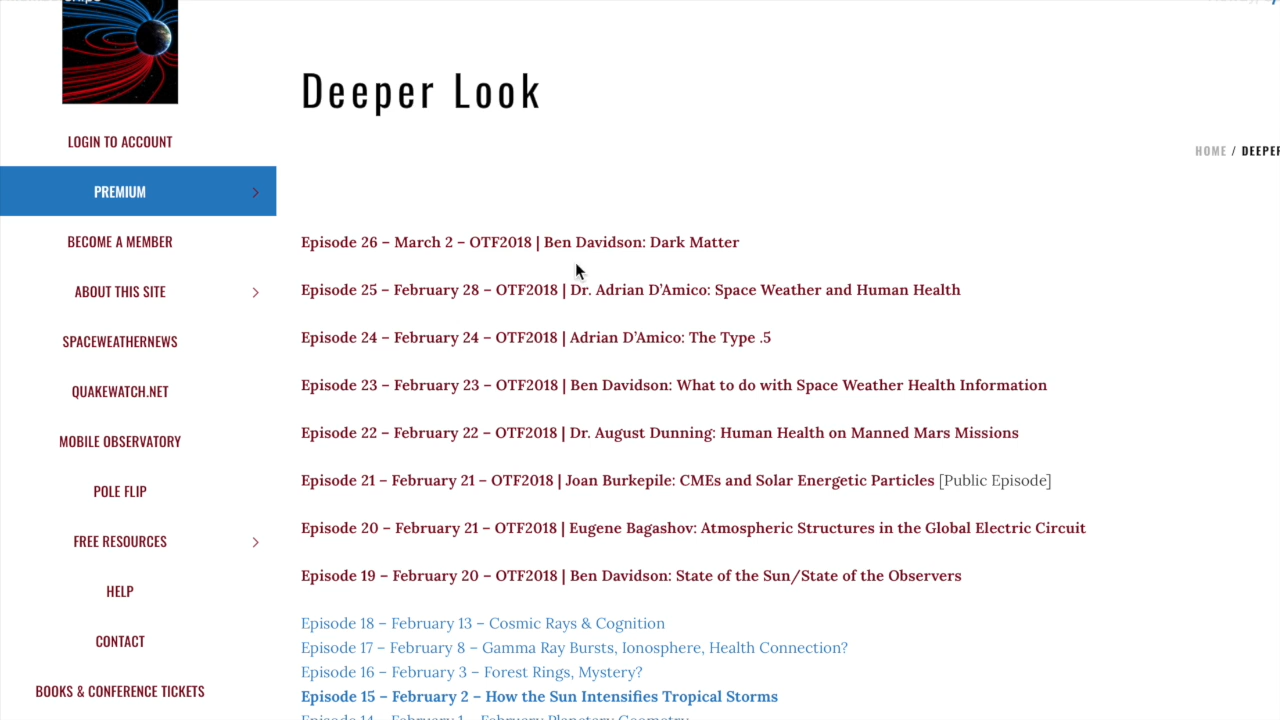 Deeper Look
LOGIN TO ACCOUNT
HOME / DEEPER
PREMIUM
BECOME A MEMBER
ABOUT THIS SITE
SPACEWEATHERNEWS
QUAKEWATCH.NET
MOBILE OBSERVATORY
POLE FLIP
FREE RESOURCES
HELP
CONTACT
BOOKS & CONFERENCE TICKETS
Episode 26 – March 2 – OTF2018 | Ben Davidson: Dark Matter
Episode 25 – February 28 – OTF2018 | Dr. Adrian D’Amico: Space Weather and Human Health
Episode 24 – February 24 – OTF2018 | Adrian D’Amico: The Type .5
Episode 23 – February 23 – OTF2018 | Ben Davidson: What to do with Space Weather Health Information
Episode 22 – February 22 – OTF2018 | Dr. August Dunning: Human Health on Manned Mars Missions
Episode 21 – February 21 – OTF2018 | Joan Burkepile: CMEs and Solar Energetic Particles [Public Episode]
Episode 20 – February 21 – OTF2018 | Eugene Bagashov: Atmospheric Structures in the Global Electric Circuit
Episode 19 – February 20 – OTF2018 | Ben Davidson: State of the Sun/State of the Observers
Episode 18 – February 13 – Cosmic Rays & Cognition
Episode 17 – February 8 – Gamma Ray Bursts, Ionosphere, Health Connection?
Episode 16 – February 3 – Forest Rings, Mystery?
Episode 15 – February 2 – How the Sun Intensifies Tropical Storms
Episode 14 – February 1 – February Planetary Geometry